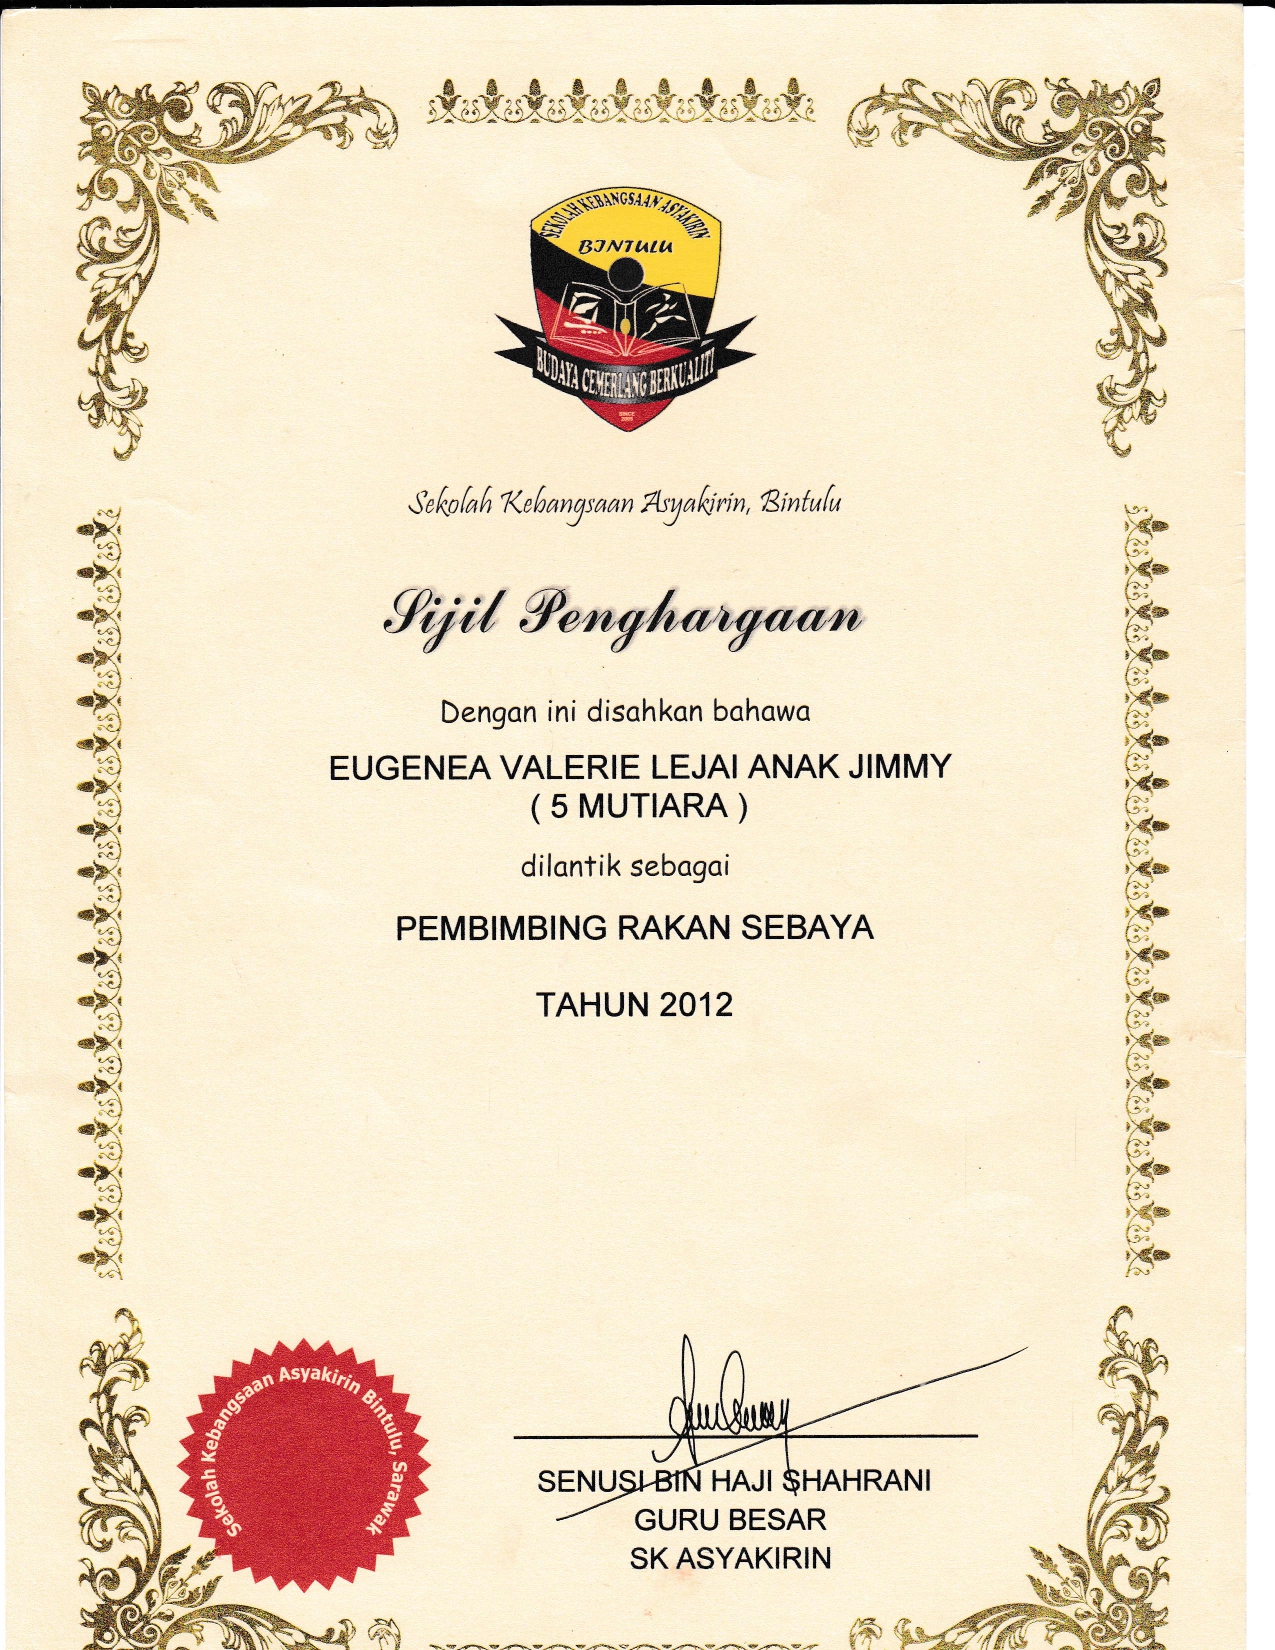 SEKOLAH KEBANGSAAN ASYAKIRIN
BINTULU
BUDAYA CEMERLANG BERKUALITI
SINCE
Sekolah Kebangsaan Asyakirin, Bintulu
Sijil Penghargaan
Dengan ini disahkan bahawa
EUGENEA VALERIE LEJAI ANAK JIMMY
( 5 MUTIARA )
dilantik sebagai
PEMBIMBING RAKAN SEBAYA
TAHUN 2012
Sekolah Kebangsaan Asyakirin Bintulu, Sarawak
SENUSI BIN HAJI SHAHRANI
GURU BESAR
SK ASYAKIRIN